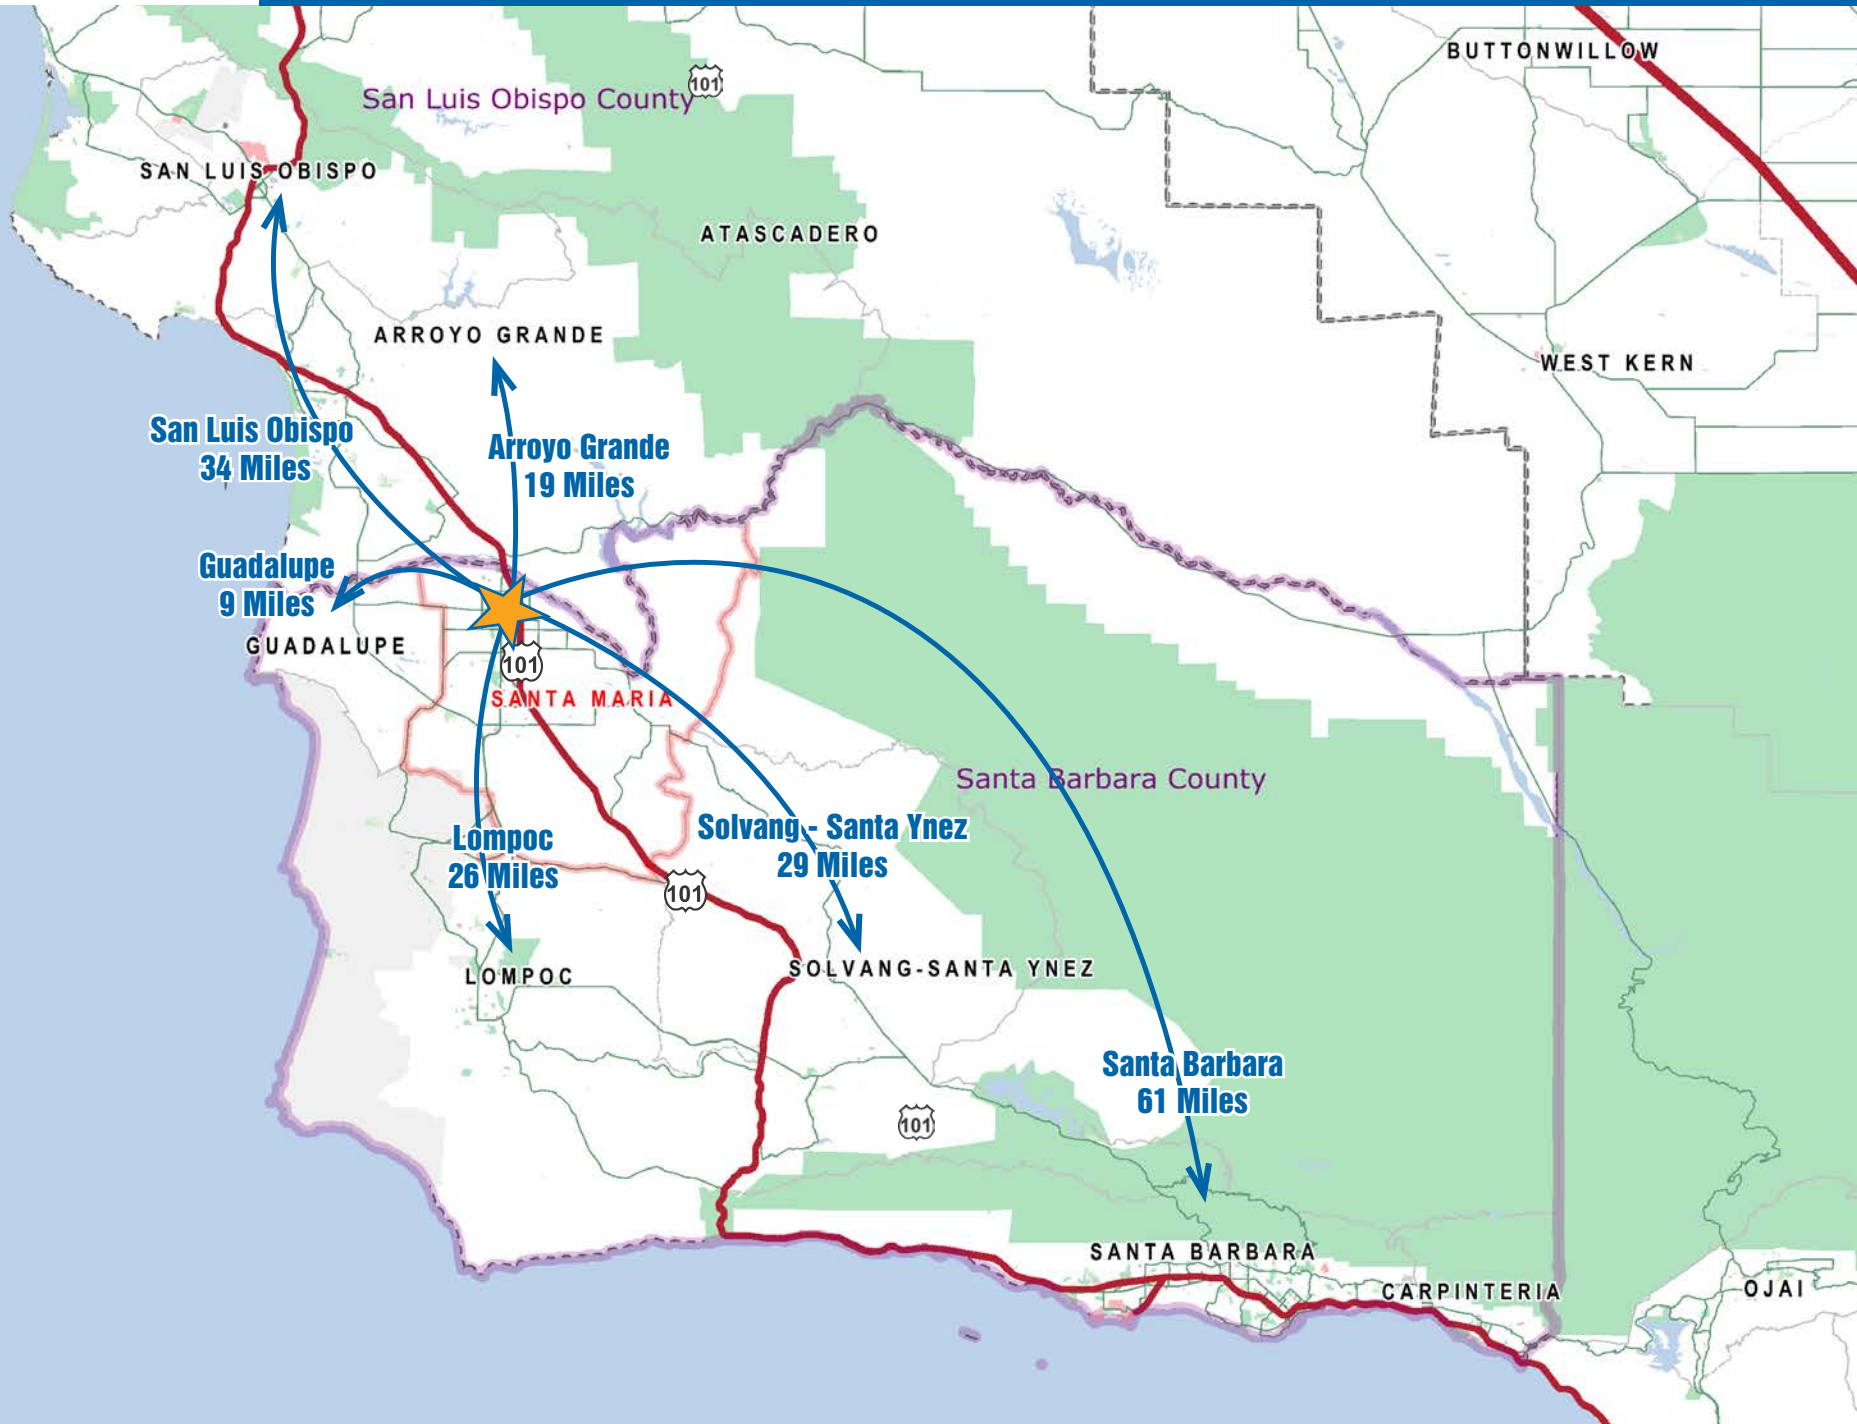 BUTTONWILLOW
101
San Luis Obispo County
SAN LUIS OBISPO
ATASCADERO
ARROYO GRANDE
WEST KERN
San Luis Obispo
34 Miles
Arroyo Grande
19 Miles
Guadalupe
9 Miles
GUADALUPE
101
SANTA MARIA
Santa Barbara County
Lompoc
26 Miles
Solvang - Santa Ynez
29 Miles
101
LOMPOC
SOLVANG-SANTA YNEZ
Santa Barbara
61 Miles
101
SANTA BARBARA
CARPINTERIA
OJAI